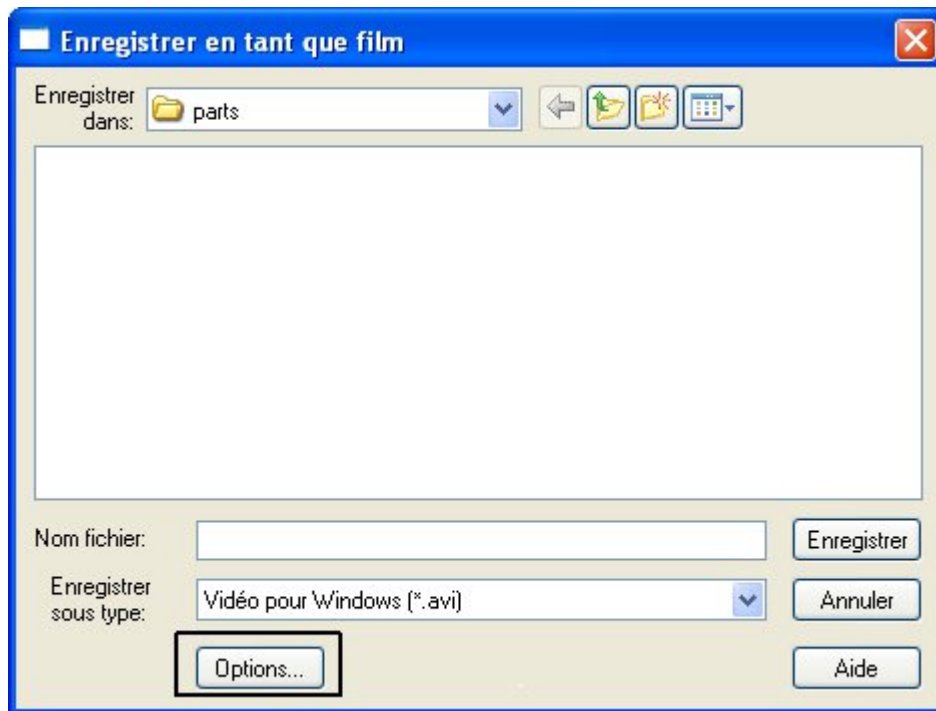 Enregistrer en tant que film
Enregistrer
dans:
parts
Nom fichier:
Enregistrer
Enregistrer
sous type:
Vidéo pour Windows (*.avi)
Annuler
Options...
Aide